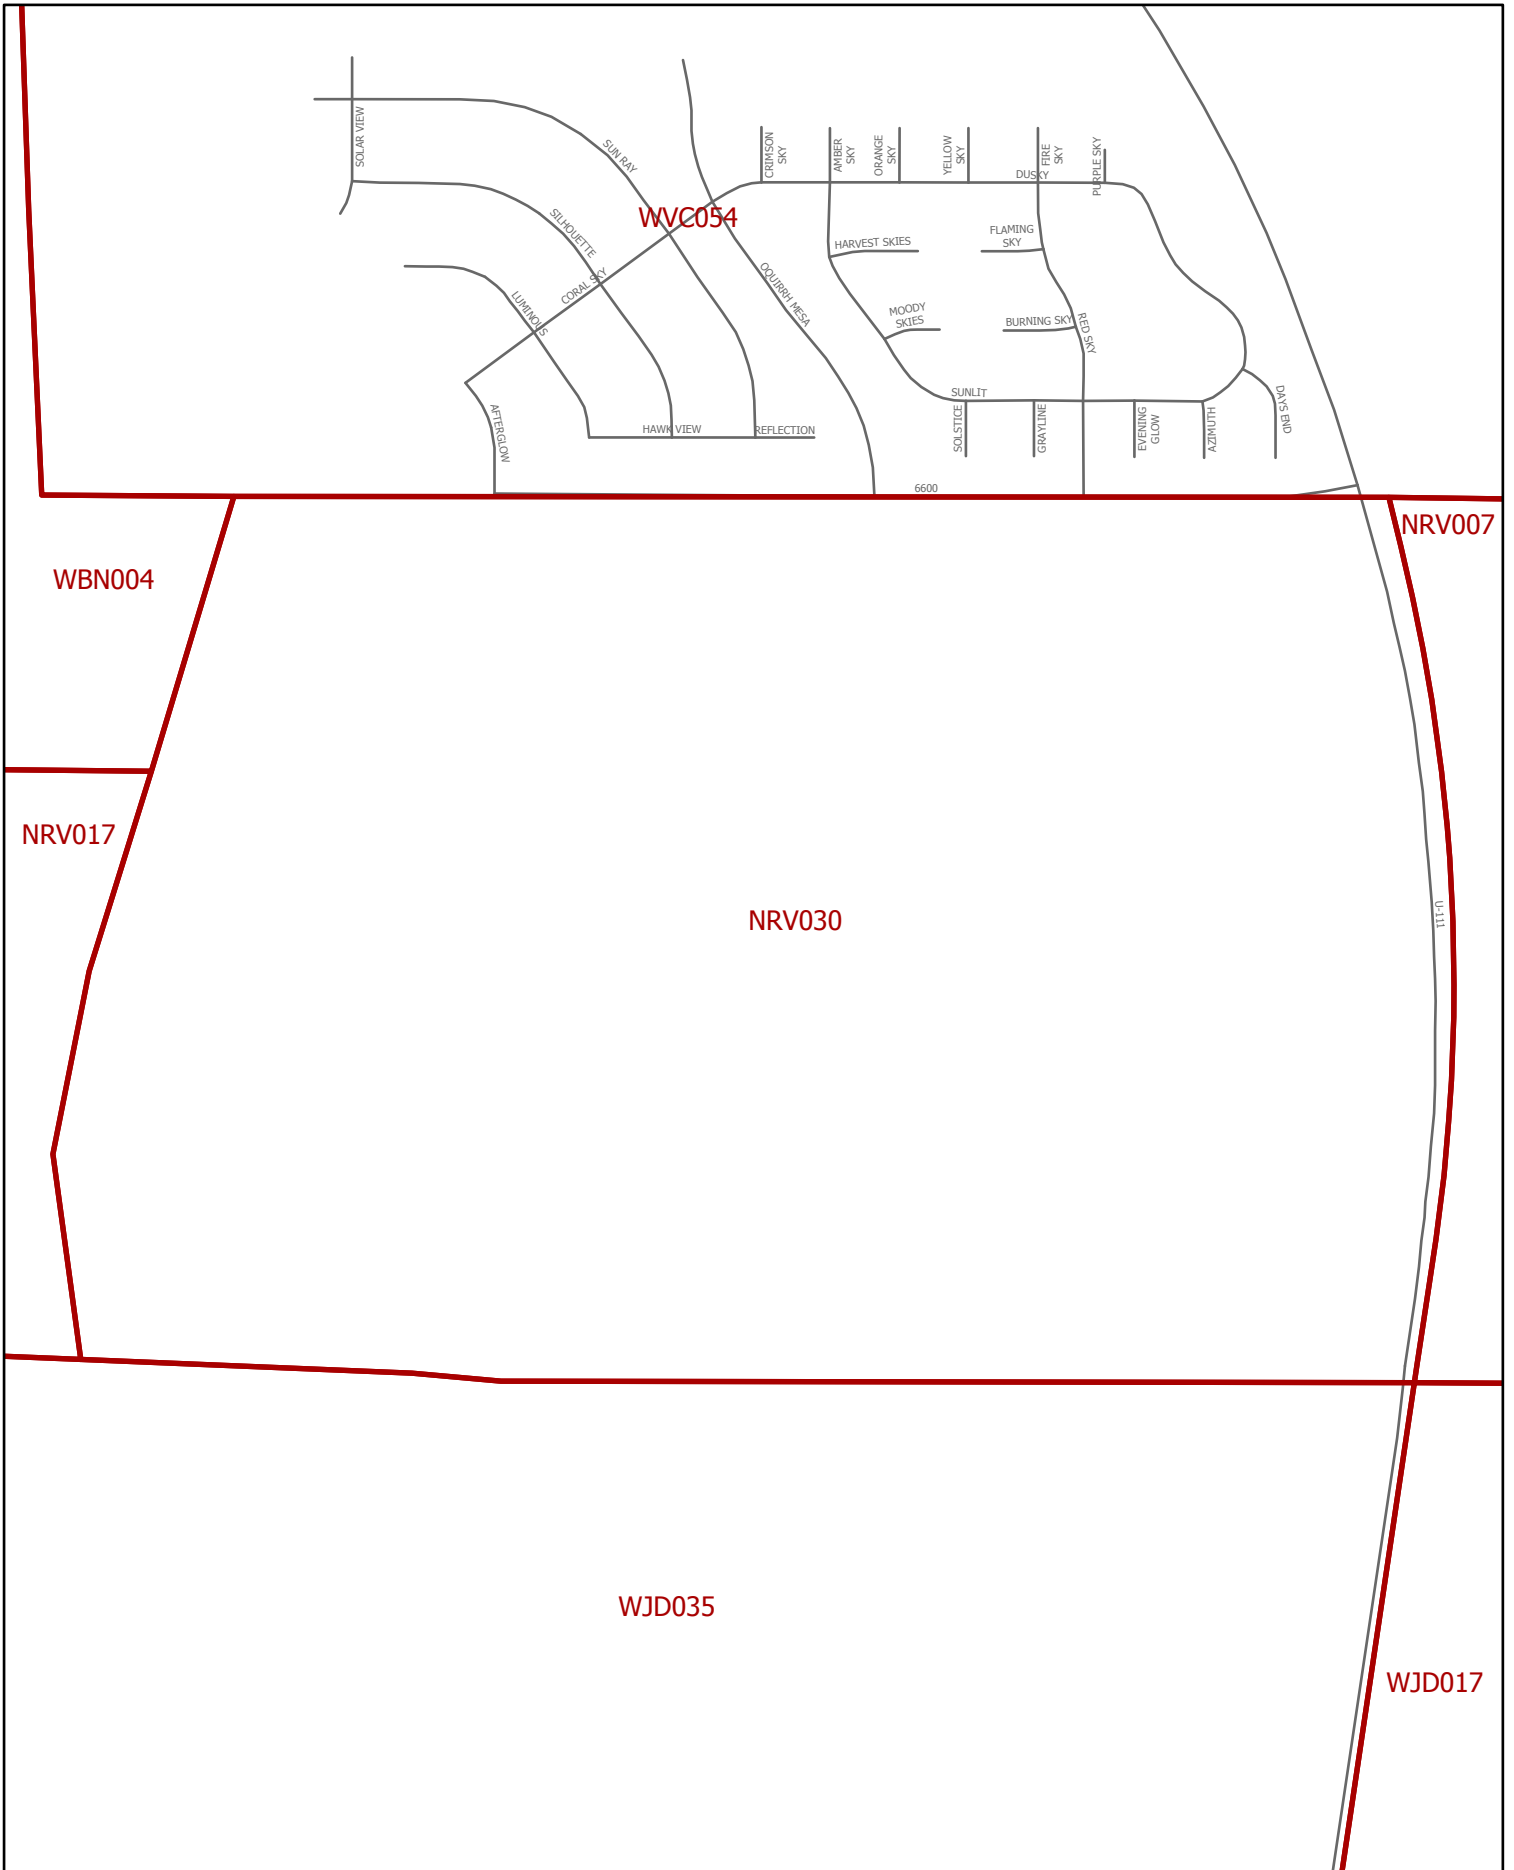 SOLAR VIEW
SUN RAY
CRIMSON
SKY
AMBER
SKY
ORANGE
SKY
YELLOW
SKY
FIRE
SKY
PURPLE SKY
DUSKY
WVC054
SILHOUETTE
HARVEST SKIES
FLAMING
SKY
CORAL SKY
OQUIRRH MESA
LUMINOUS
MOODY
SKIES
BURNING SKY
RED SKY
SUNLIT
DAYS END
AFTERGLOW
HAWK VIEW
REFLECTION
SOLSTICE
GRAYLINE
EVENING
GLOW
AZIMUTH
6600
NRV007
WBN004
NRV017
NRV030
U-111
WJD035
WJD017